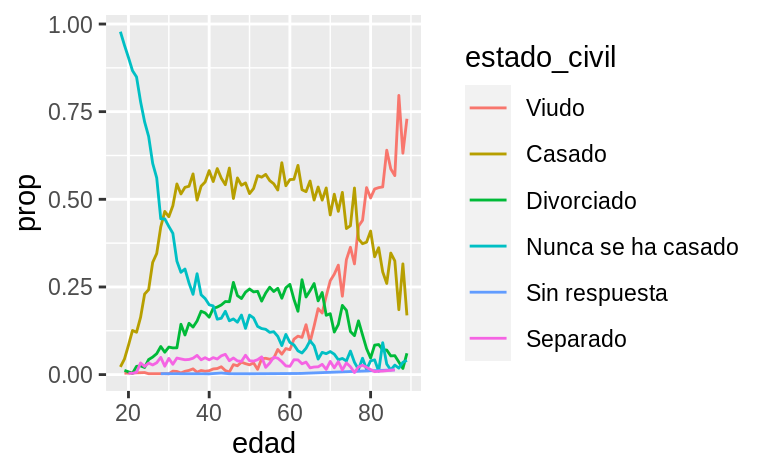 1.00
0.75
0.50
0.25
0.00
prop
20 40 60 80
edad
estado_civil
Viudo
Casado
Divorciado
Nunca se ha casado
Sin respuesta
Separado